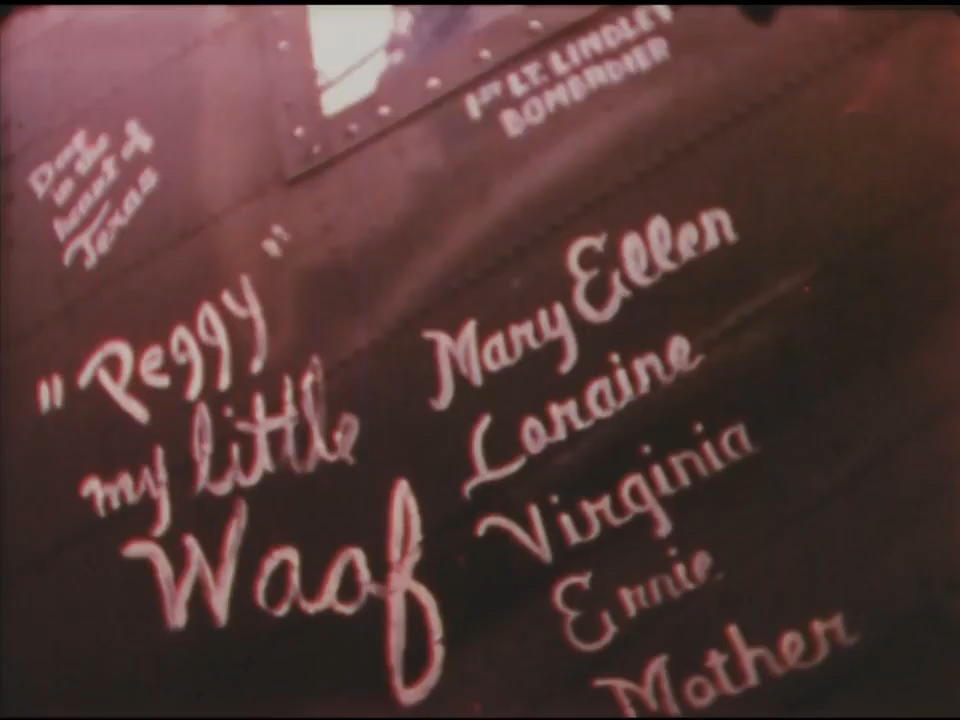 1ST LT. LINDLEY
BOMBARDIER
Deep
in the
heart of
Texas
"Peggy"
my little
Waaf
Mary Ellen
Loraine
Virginia
Ernie
Mother